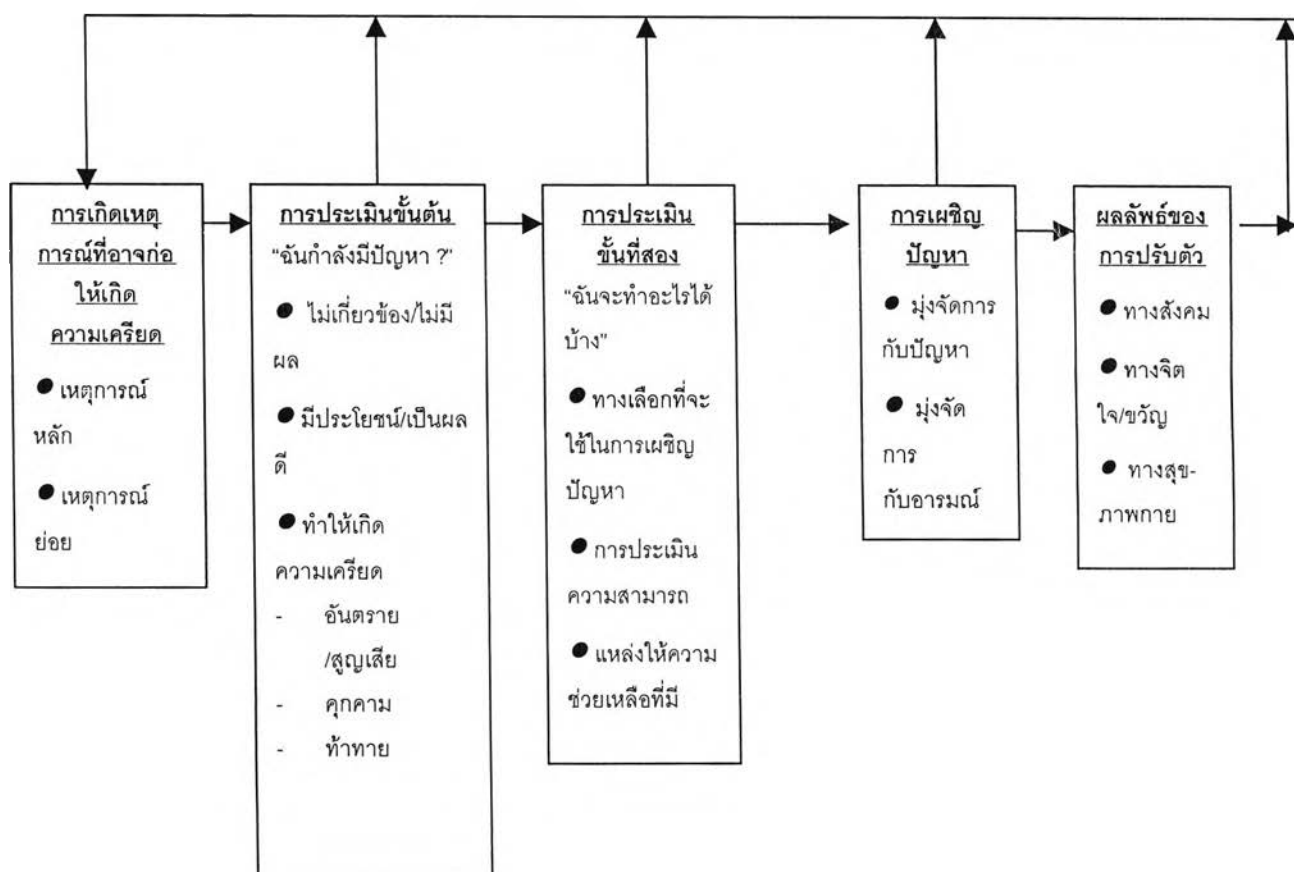 การเกิดเหตุ
การณ์ที่อาจก่อ
ให้เกิด
ความเครียด
● เหตุการณ์
หลัก
● เหตุการณ์
ย่อย
การประเมินขั้นต้น
“ฉันกำลังมีปัญหา ?”
● ไม่เกี่ยวข้อง/ไม่มี
ผล
● มีประโยชน์/เป็นผล
ดี
● ทำให้เกิด
ความเครียด
- อันตราย
/สูญเสีย
- คุกคาม
- ท้าทาย
การประเมิน
ขั้นที่สอง
“ฉันจะทำอะไรได้
บ้าง”
● ทางเลือกที่จะ
ใช้ในการเผชิญ
ปัญหา
● การประเมิน
ความสามารถ
● แหล่งให้ความ
ช่วยเหลือที่มี
การเผชิญ
ปัญหา
● มุ่งจัดการ
กับปัญหา
● มุ่งจัด
การ
กับอารมณ์
ผลลัพธ์ของ
การปรับตัว
● ทางสังคม
● ทางจิต
ใจ/ขวัญ
● ทางสุข-
ภาพกาย